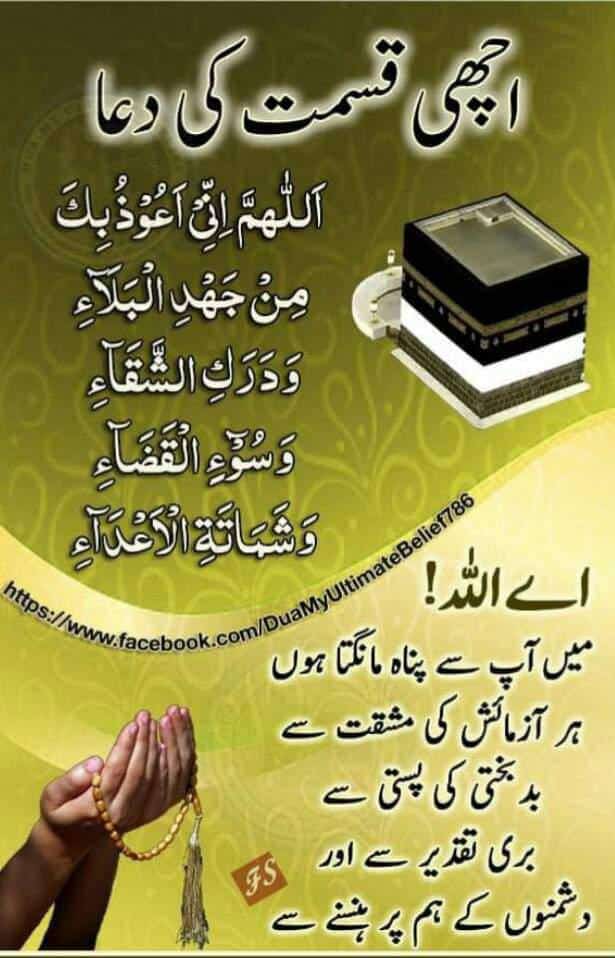 اچھی قسمت کی دعا
اَللّٰهمَّ اِنِّیْ اَعُوْذُ بِكَ
مِنْ جَهْدِ الْبَلَآءِ
وَدَرَكِ الشَّقَآءِ
وَسُوْٓءِ الْقَضَآءِ
وَشَمَاتَةِ الْاَعْدَآءِ
https://www.facebook.com/DuaMyUltimateBelief786
اے اللہ!
میں آپ سے پناہ مانگتا ہوں
ہر آزمائش کی مشقت سے
بدبختی کی پستی سے
بری تقدیر سے اور
دشمنوں کے ہم پر ہنسنے سے
FS